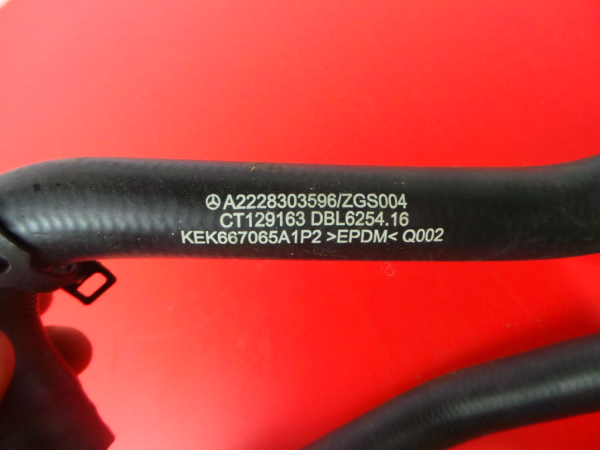 A2228303596/ZGS004
CT129163 DBL6254.16
KEK667065A1P2 >EPDM< Q002